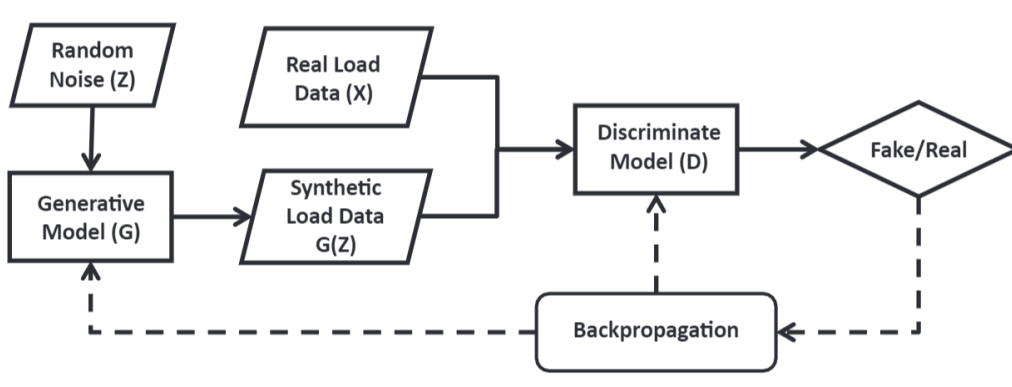 Random
Noise (Z)
Real Load
Data (X)
Discriminate
Model (D)
Fake/Real
Generative
Model (G)
Synthetic
Load Data
G(Z)
Backpropagation